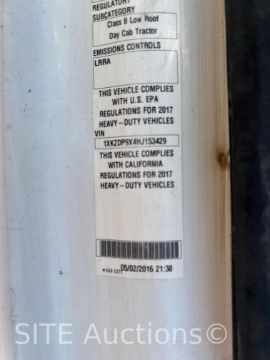 REGULATORY
SUBCATEGORY
Class 8 Low Roof
Day Cab Tractor
EMISSIONS CONTROLS
LRRA
THIS VEHICLE COMPLIES
WITH U.S. EPA
REGULATIONS FOR 2017
HEAVY-DUTY VEHICLES
VIN
1XKZDP9X4HJ153429
THIS VEHICLE COMPLIES
WITH CALIFORNIA
REGULATIONS FOR 2017
HEAVY-DUTY VEHICLES
05/02/2016 21:38
SITE Auctions©